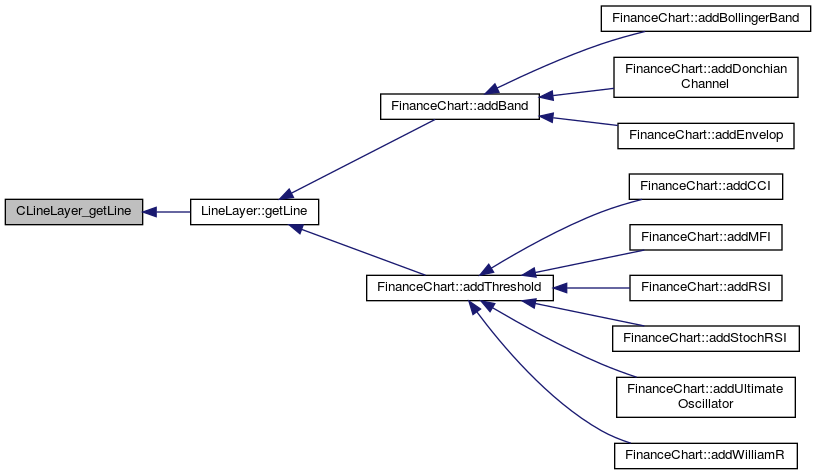 CLineLayer_getLine
LineLayer::getLine
FinanceChart::addBand
FinanceChart::addBollingerBand
FinanceChart::addDonchian
Channel
FinanceChart::addEnvelop
FinanceChart::addThreshold
FinanceChart::addCCI
FinanceChart::addMFI
FinanceChart::addRSI
FinanceChart::addStochRSI
FinanceChart::addUltimate
Oscillator
FinanceChart::addWilliamR